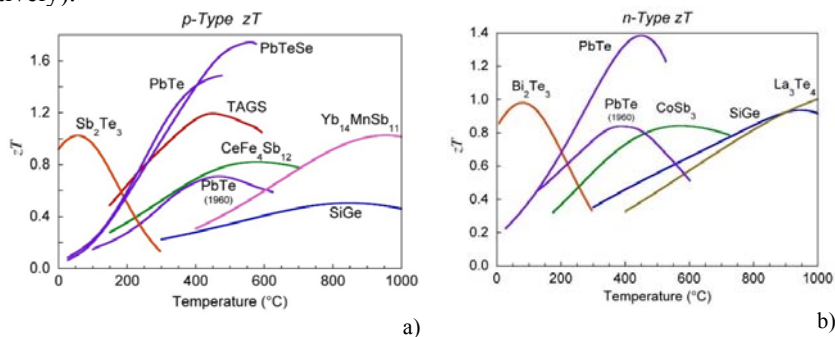 tively).
p-Type zT
1.6
1.2
0.8
0.4
0.0
zT
PbTeSe
PbTe
TAGS
Sb2Te3
Yb14MnSb11
CeFe4Sb12
PbTe
(1960)
SiGe
0 200 400 600 800 1000
Temperature (°C)
a)
n-Type zT
1.4
1.2
1.0
0.8
0.6
0.4
0.2
0.0
zT
PbTe
Bi2Te3
La3Te4
PbTe
(1960)
CoSb3
SiGe
0 200 400 600 800 1000
Temperature (°C)
b)